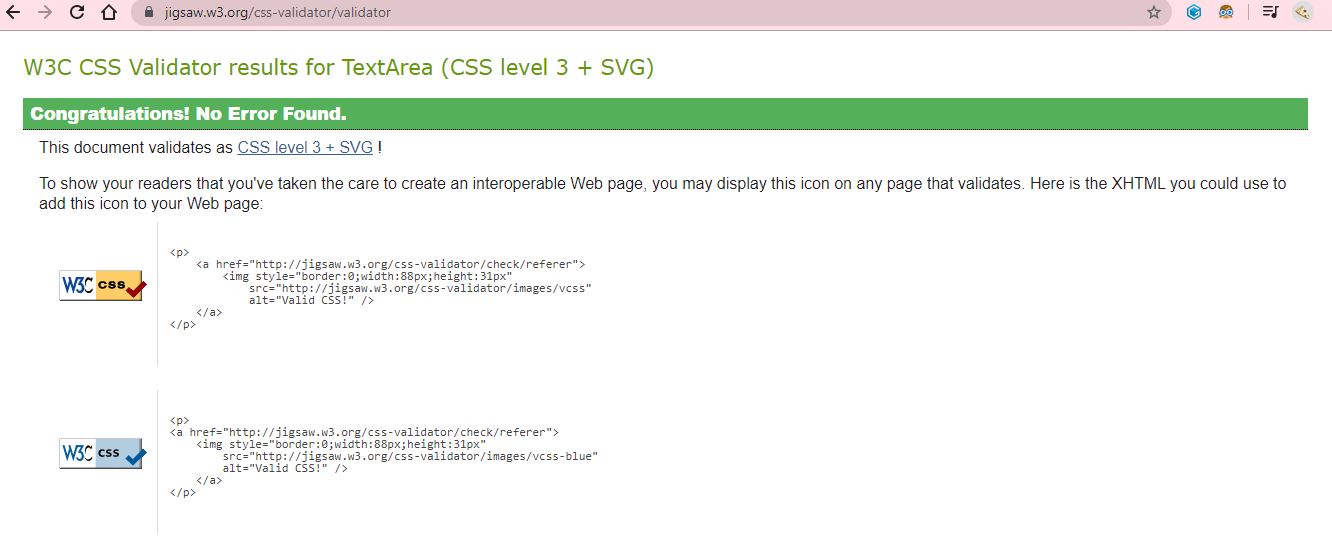 jigsaw.w3.org/css-validator/validator
W3C CSS Validator results for TextArea (CSS level 3 + SVG)
Congratulations! No Error Found.
This document validates as CSS level 3 + SVG !
To show your readers that you've taken the care to create an interoperable Web page, you may display this icon on any page that validates. Here is the XHTML you could use to
add this icon to your Web page:
W3C css
<p>
    <a href="http://jigsaw.w3.org/css-validator/check/referer">
        <img style="border:0;width:88px;height:31px"
            src="http://jigsaw.w3.org/css-validator/images/vcss"
            alt="Valid CSS!" />
    </a>
</p>
W3C css
<p>
<a href="http://jigsaw.w3.org/css-validator/check/referer">
    <img style="border:0;width:88px;height:31px"
        src="http://jigsaw.w3.org/css-validator/images/vcss-blue"
        alt="Valid CSS!" />
    </a>
</p>